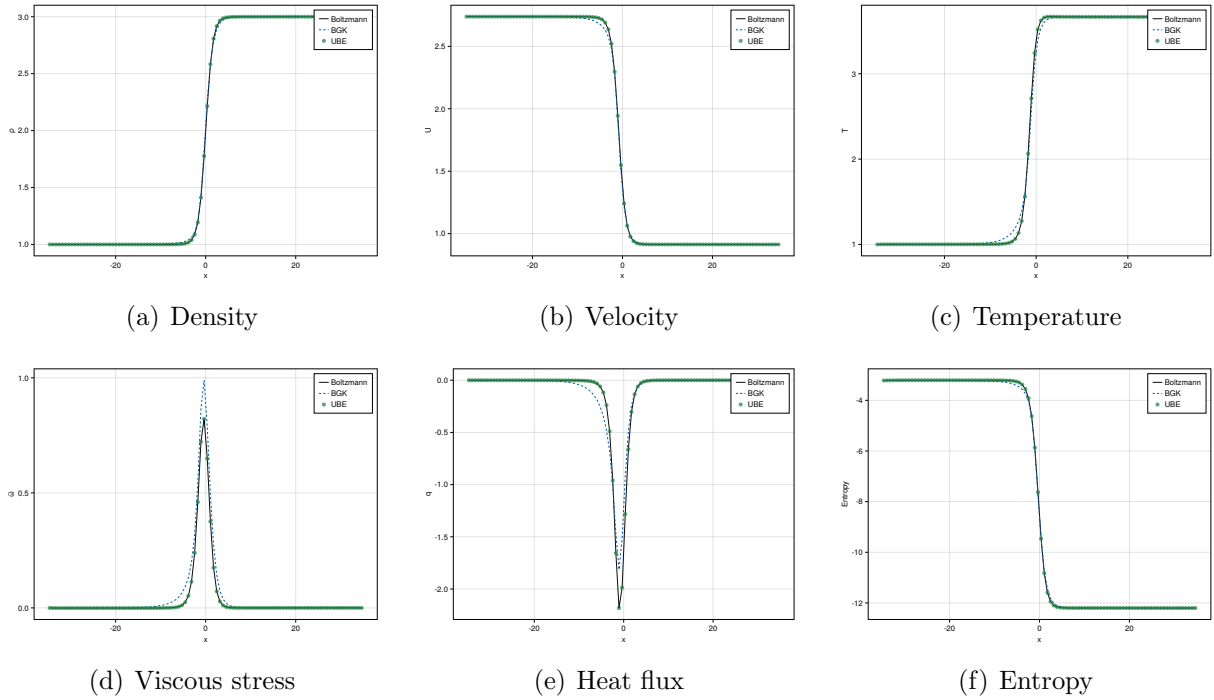 3.0
2.5
2.0
1.5
1.0
ρ
-20
0
20
x
Boltzmann
BGK
UBE
(a) Density
2.5
2.0
1.5
1.0
U
-20
0
20
x
Boltzmann
BGK
UBE
(b) Velocity
3
2
1
T
-20
0
20
x
Boltzmann
BGK
UBE
(c) Temperature
1.0
0.5
0.0
-20
0
20
x
Boltzmann
BGK
UBE
(d) Viscous stress
0.0
-0.5
-1.0
-1.5
-2.0
q
-20
0
20
x
Boltzmann
BGK
UBE
(e) Heat flux
-4
-6
-8
-10
-12
Entropy
-20
0
20
x
Boltzmann
BGK
UBE
(f) Entropy